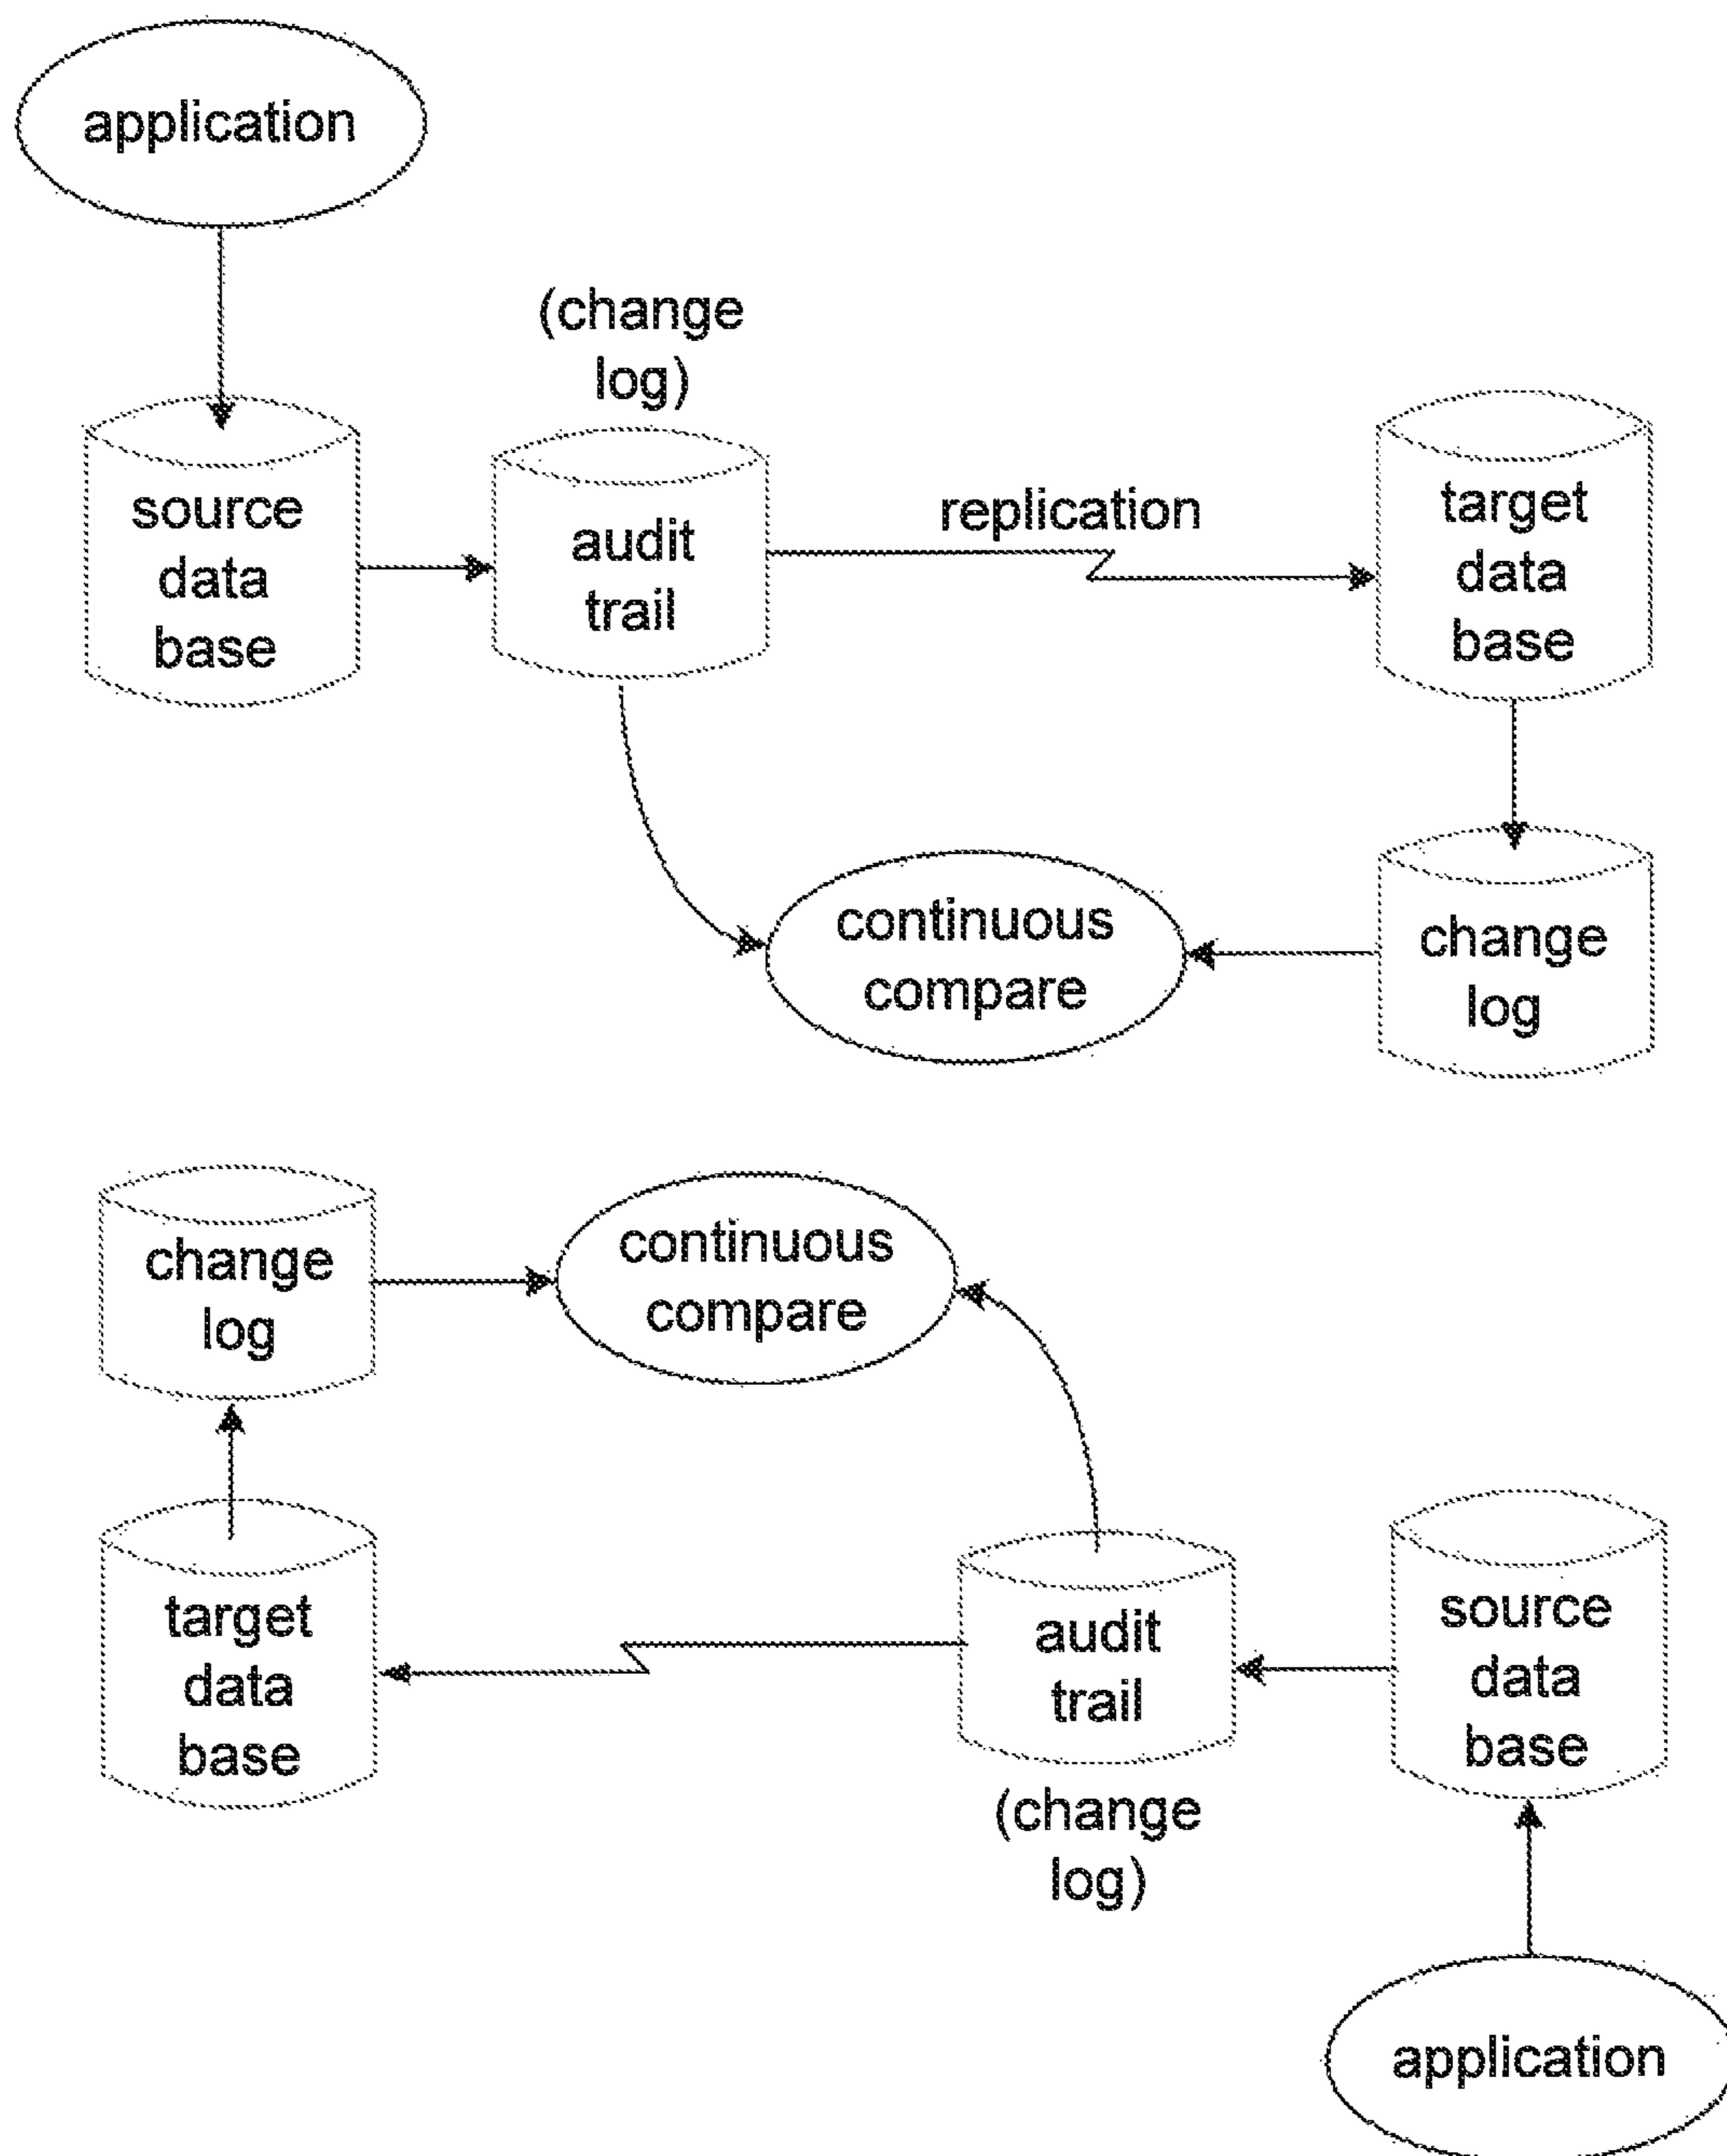 application
(change
log)
source
data
base
audit
trail
replication
target
data
base
continuous
compare
change
log
change
log
continuous
compare
target
data
base
audit
trail
(change
log)
source
data
base
application